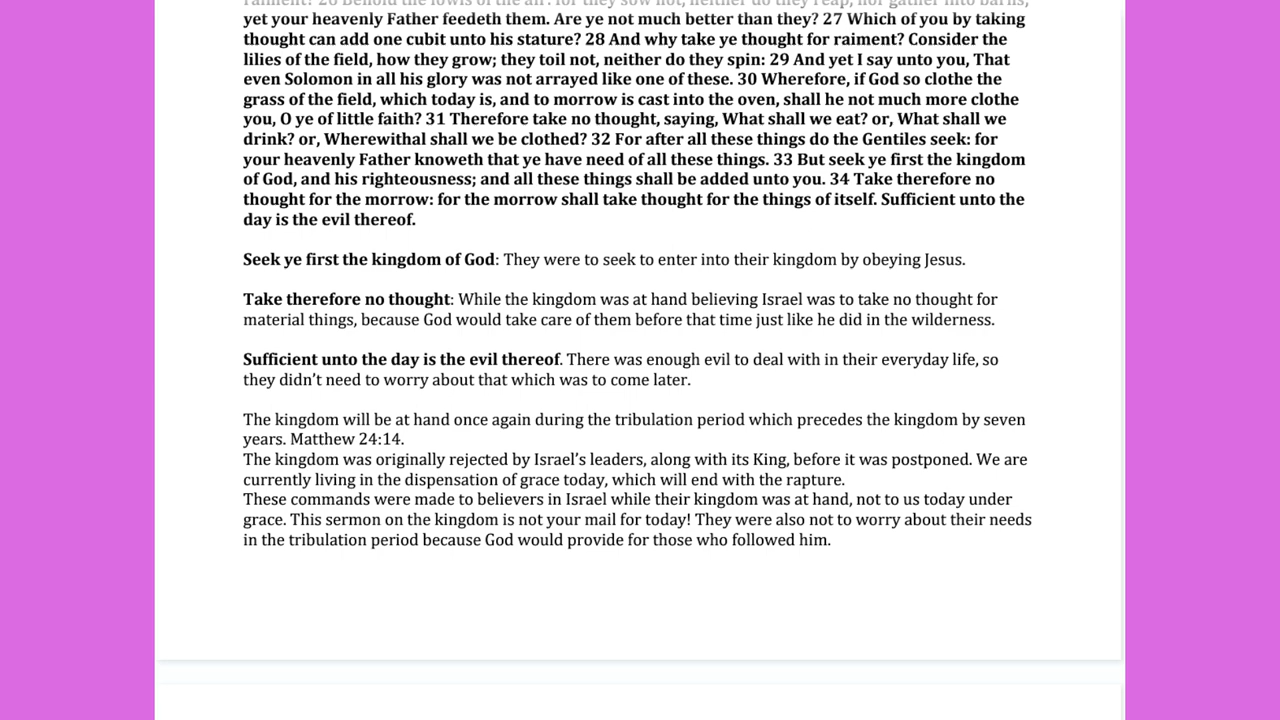 raiment? 26 Behold the fowls of the air: for they sow not, neither do they reap, nor gather into barns;
yet your heavenly Father feedeth them. Are ye not much better than they? 27 Which of you by taking
thought can add one cubit unto his stature? 28 And why take ye thought for raiment? Consider the
lilies of the field, how they grow; they toil not, neither do they spin: 29 And yet I say unto you, That
even Solomon in all his glory was not arrayed like one of these. 30 Wherefore, if God so clothe the
grass of the field, which today is, and to morrow is cast into the oven, shall he not much more clothe
you, O ye of little faith? 31 Therefore take no thought, saying, What shall we eat? or, What shall we
drink? or, Wherewithal shall we be clothed? 32 For after all these things do the Gentiles seek: for
your heavenly Father knoweth that ye have need of all these things. 33 But seek ye first the kingdom
of God, and his righteousness; and all these things shall be added unto you. 34 Take therefore no
thought for the morrow: for the morrow shall take thought for the things of itself. Sufficient unto the
day is the evil thereof.
Seek ye first the kingdom of God: They were to seek to enter into their kingdom by obeying Jesus.
Take therefore no thought: While the kingdom was at hand believing Israel was to take no thought for
material things, because God would take care of them before that time just like he did in the wilderness.
Sufficient unto the day is the evil thereof. There was enough evil to deal with in their everyday life, so
they didn't need to worry about that which was to come later.
The kingdom will be at hand once again during the tribulation period which precedes the kingdom by seven
years. Matthew 24:14.
The kingdom was originally rejected by Israel's leaders, along with its King, before it was postponed. We are
currently living in the dispensation of grace today, which will end with the rapture.
These commands were made to believers in Israel while their kingdom was at hand, not to us today under
grace. This sermon on the kingdom is not your mail for today! They were also not to worry about their needs
in the tribulation period because God would provide for those who followed him.